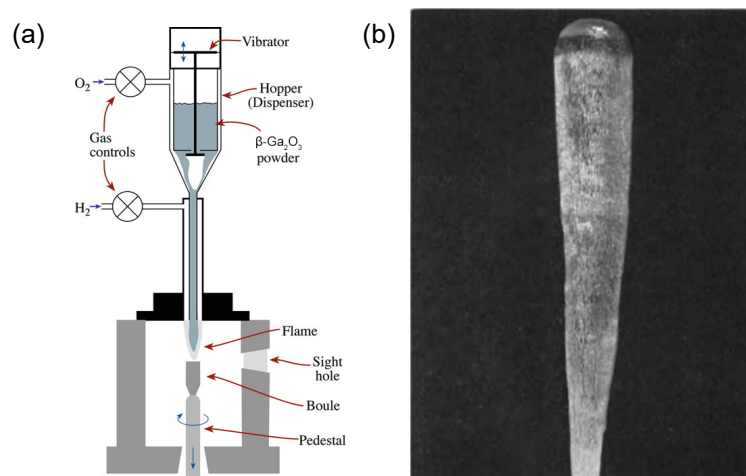 (a)
(b)
Vibrator
O₂
Hopper
(Dispenser)
Gas
controls
β-Ga₂O₃
powder
H₂
Flame
Sight
hole
Boule
Pedestal